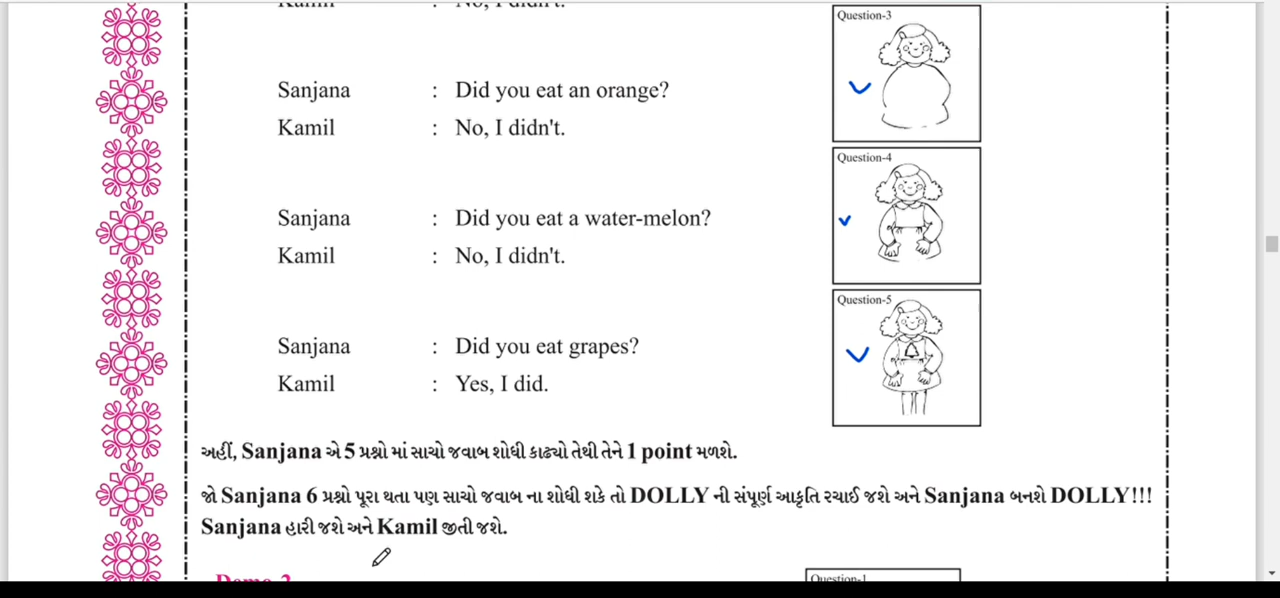 Question-3
Sanjana : Did you eat an orange?
Kamil : No, I didn't.
Question-4
Sanjana : Did you eat a water-melon?
Kamil : No, I didn't.
Question-5
Sanjana : Did you eat grapes?
Kamil : Yes, I did.
અહીં, Sanjana એ 5 પ્રશ્નો માં સાચો જવાબ શોધી કાઢ્યો તેથી તેને 1 point મળશે.
જો Sanjana 6 પ્રશ્નો પૂરા થતા પણ સાચો જવાબ ના શોધી શકે તો DOLLY ની સંપૂર્ણ આકૃતિ રચાઈ જશે અને Sanjana બનશે DOLLY!!!
Sanjana હારી જશે અને Kamil જીતી જશે.
Question-1